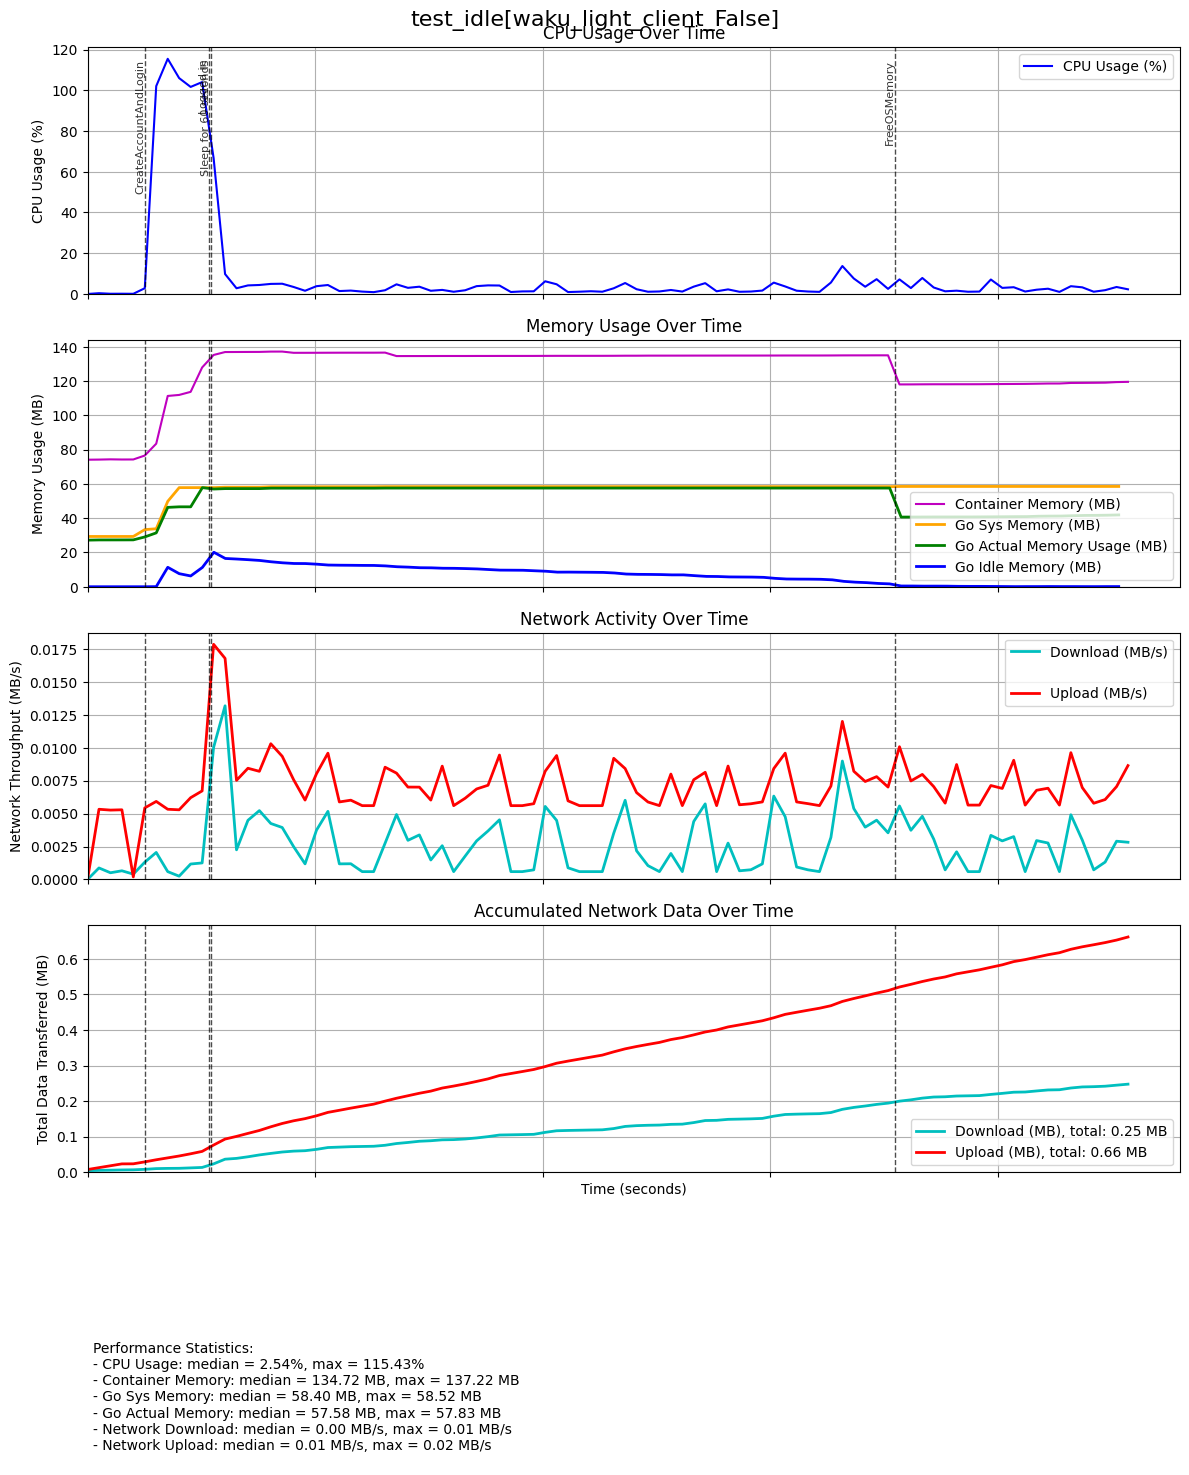 test_idle[waku_light_client_False]
CPU Usage Over Time
120
100
80
60
40
20
0
CPU Usage (%)
CreateAccountAndLogin
Sleep for 60 seconds
FreeOSMemory
CPU Usage (%)
Memory Usage Over Time
140
120
100
80
60
40
20
0
Memory Usage (MB)
Container Memory (MB)
Go Sys Memory (MB)
Go Actual Memory Usage (MB)
Go Idle Memory (MB)
Network Activity Over Time
0.0175
0.0150
0.0125
0.0100
0.0075
0.0050
0.0025
0.0000
Network Throughput (MB/s)
Download (MB/s)
Upload (MB/s)
Accumulated Network Data Over Time
0.6
0.5
0.4
0.3
0.2
0.1
0.0
Total Data Transferred (MB)
Download (MB), total: 0.25 MB
Upload (MB), total: 0.66 MB
Time (seconds)
Performance Statistics:
- CPU Usage: median = 2.54%, max = 115.43%
- Container Memory: median = 134.72 MB, max = 137.22 MB
- Go Sys Memory: median = 58.40 MB, max = 58.52 MB
- Go Actual Memory: median = 57.58 MB, max = 57.83 MB
- Network Download: median = 0.00 MB/s, max = 0.01 MB/s
- Network Upload: median = 0.01 MB/s, max = 0.02 MB/s